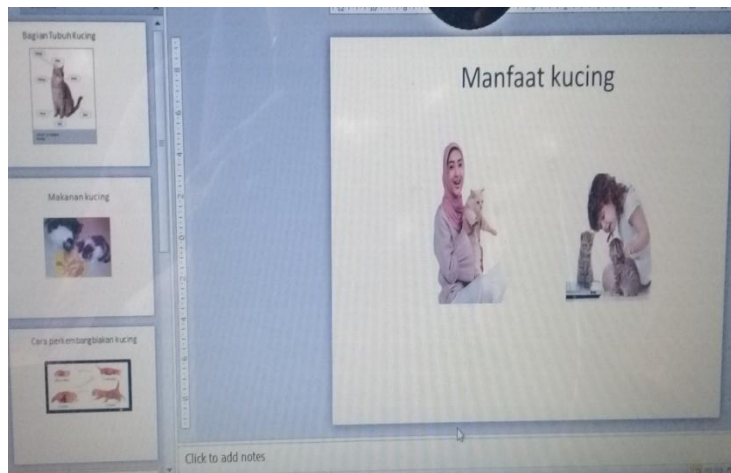 Bagian Tubuh Kucing
Makanan kucing
Cara perkembangbiakan kucing
Manfaat kucing
Click to add notes